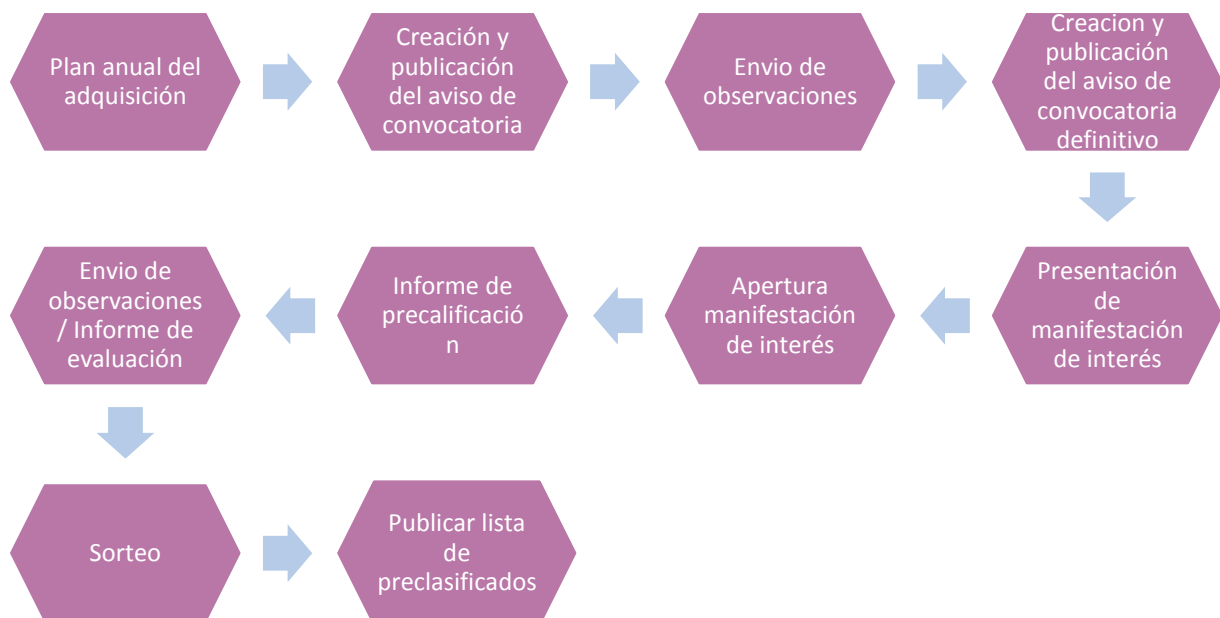 Plan anual del
adquisición
Creación y
publicación
del aviso de
convocatoria
Envio de
observaciones
Creacion y
publicación
del aviso de
convocatoria
definitivo
Presentación
de
manifestación
de interés
Apertura
manifestación
de interés
Informe de
precalificació
n
Envio de
observaciones
/ Informe de
evaluación
Sorteo
Publicar lista
de
preclasificados